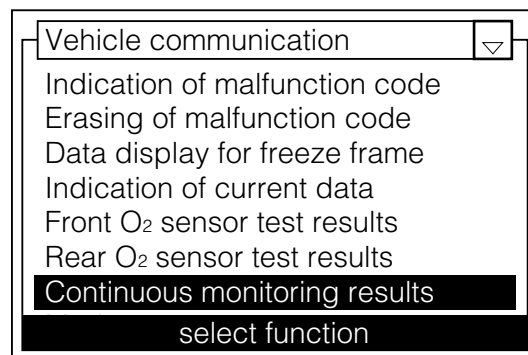 Vehicle communication
Indication of malfunction code
Erasing of malfunction code
Data display for freeze frame
Indication of current data
Front O₂ sensor test results
Rear O₂ sensor test results
Continuous monitoring results
select function